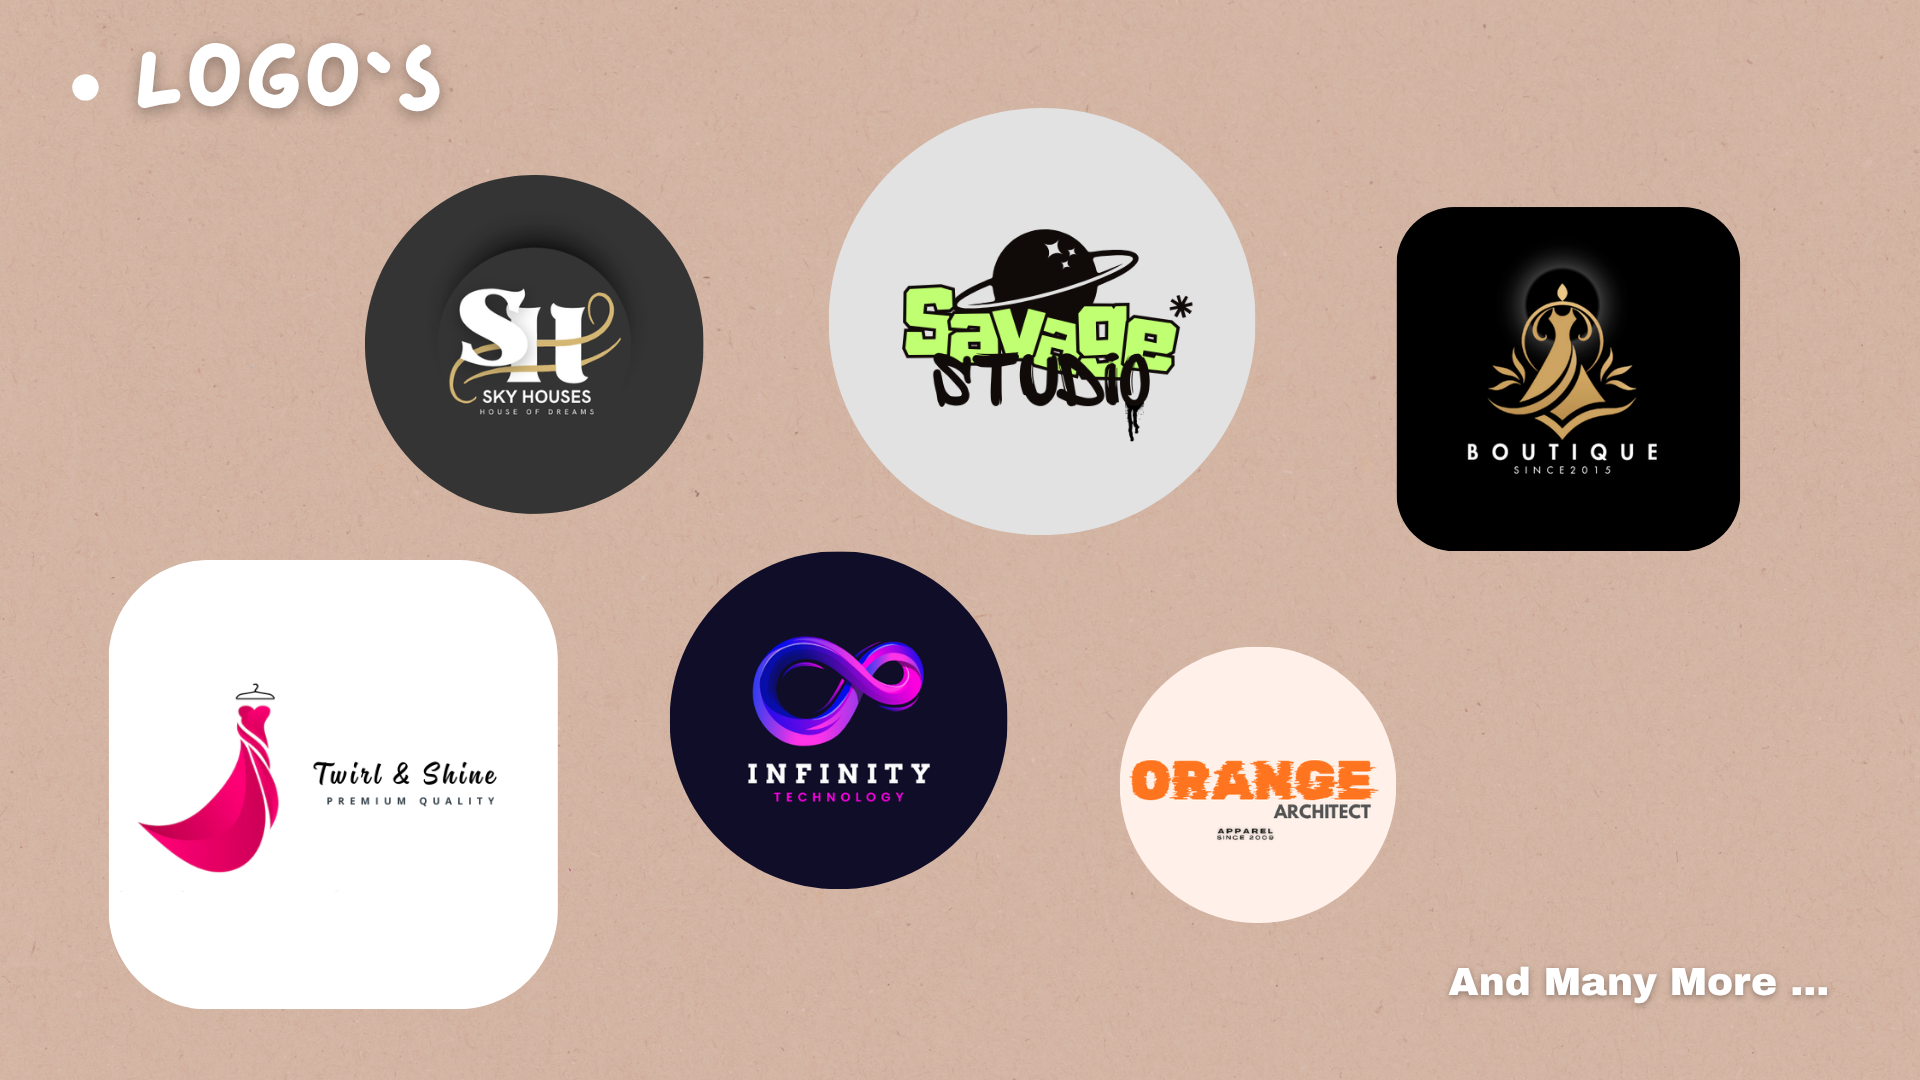 • LOGO`S
SH
SKY HOUSES
HOUSE OF DREAMS
Savage
STUDIO
BOUTIQUE
SINCE2015
Twirl & Shine
PREMIUM QUALITY
INFINITY
TECHNOLOGY
ORANGE
ARCHITECT
APPAREL
SINCE 2009
And Many More ...